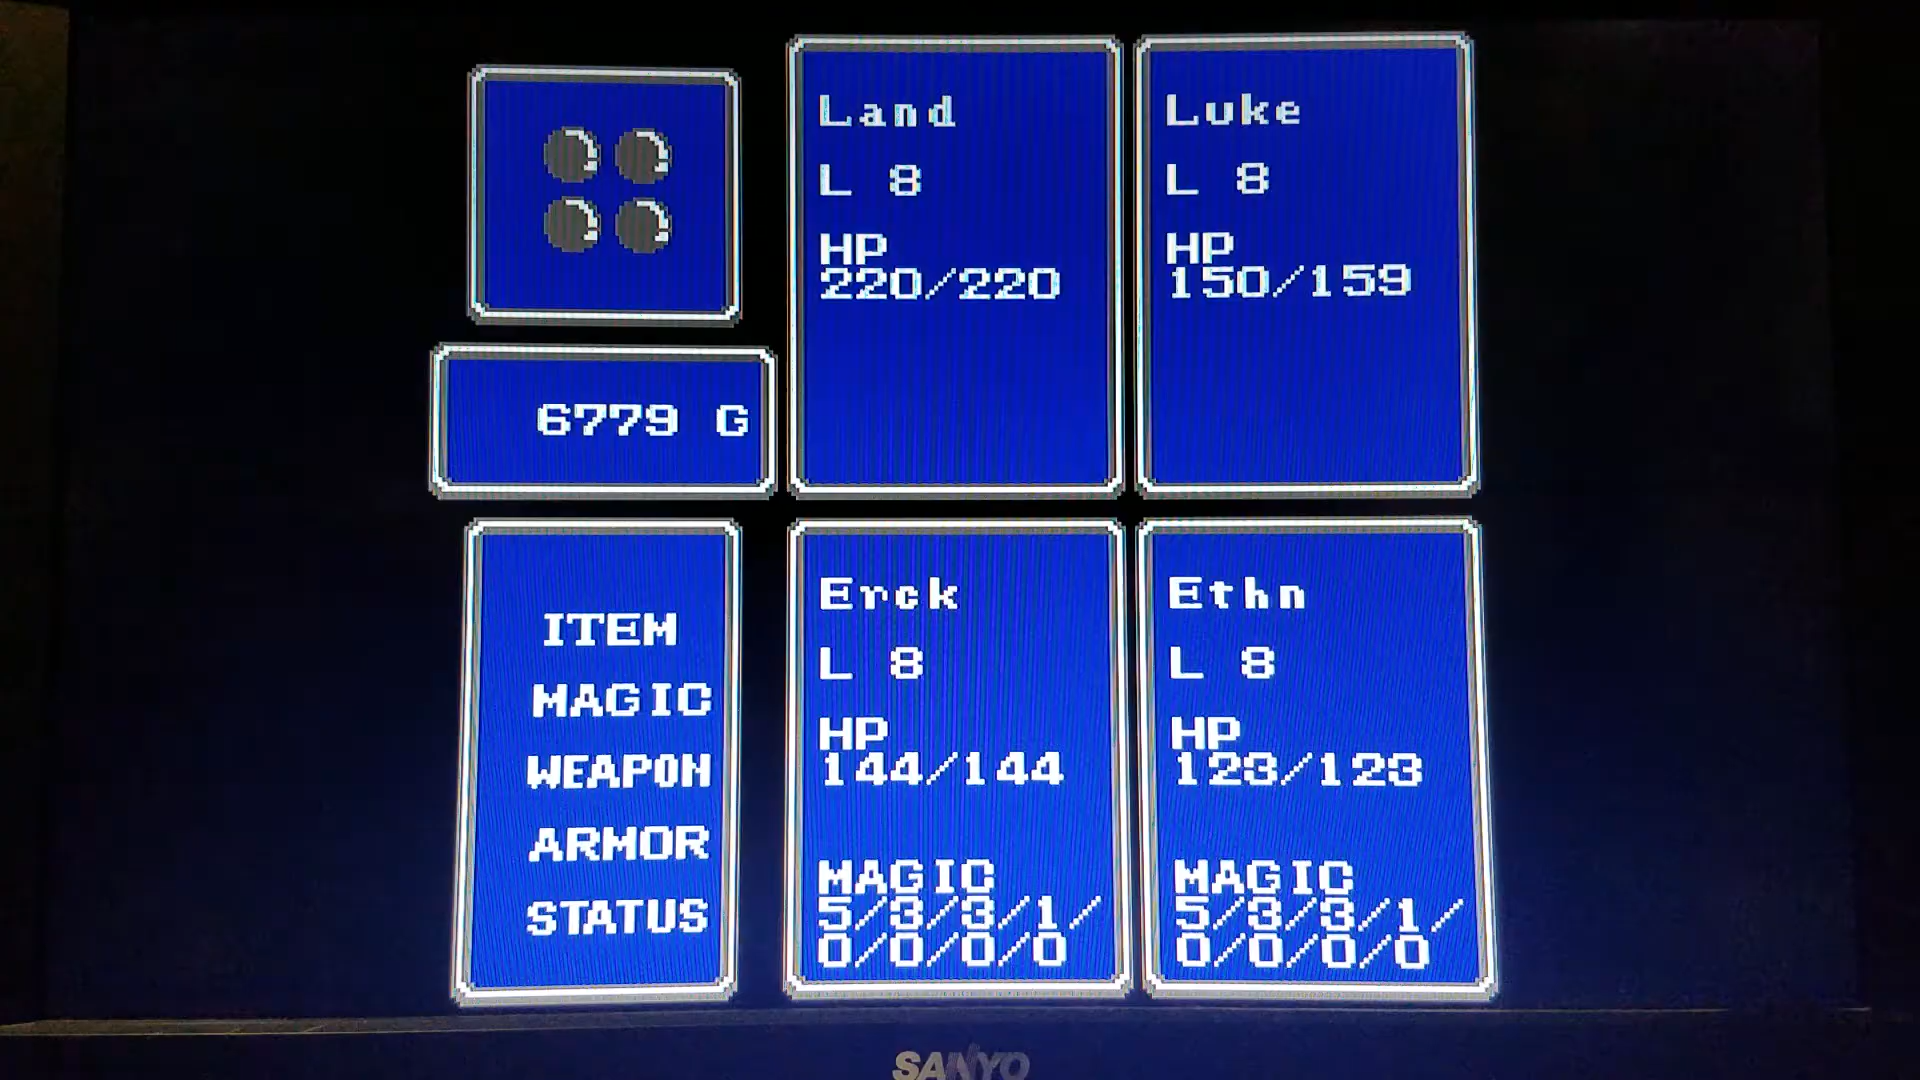 Land
L 8
HP
220/220
Luke
L 8
HP
150/159
6779 G
ITEM
MAGIC
WEAPON
ARMOR
STATUS
Erck
L 8
HP
144/144
MAGIC
5/3/3/1/
0/0/0/0
Ethn
L 8
HP
123/123
MAGIC
5/3/3/1/
0/0/0/0
SANYO